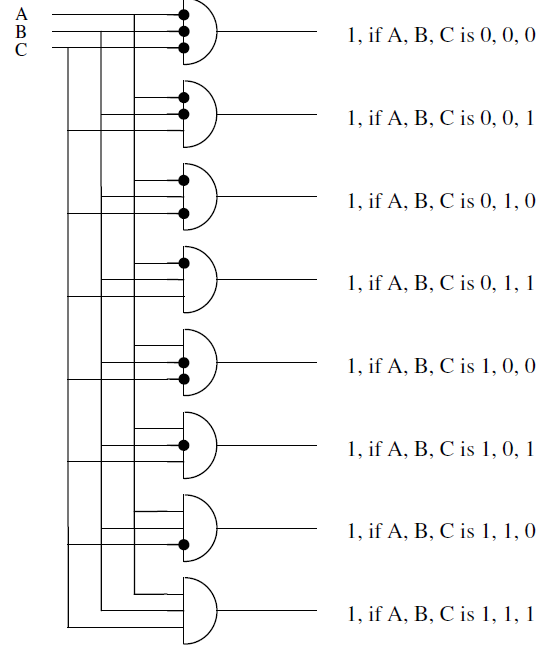 A
B
C
1, if A, B, C is 0, 0, 0
1, if A, B, C is 0, 0, 1
1, if A, B, C is 0, 1, 0
1, if A, B, C is 0, 1, 1
1, if A, B, C is 1, 0, 0
1, if A, B, C is 1, 0, 1
1, if A, B, C is 1, 1, 0
1, if A, B, C is 1, 1, 1